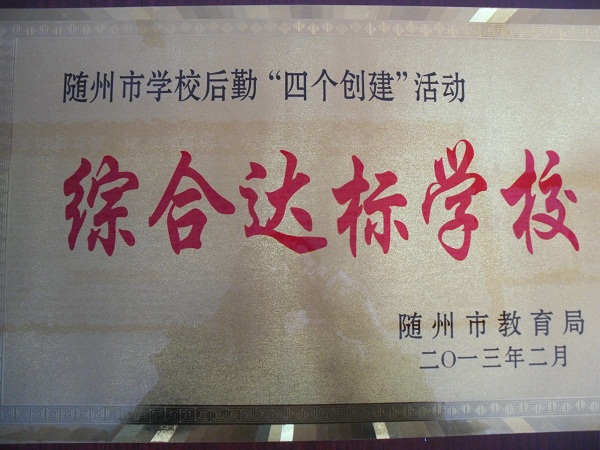 随州市学校后勤“四个创建”活动
综合达标学校
随州市教育局
二〇一三年二月